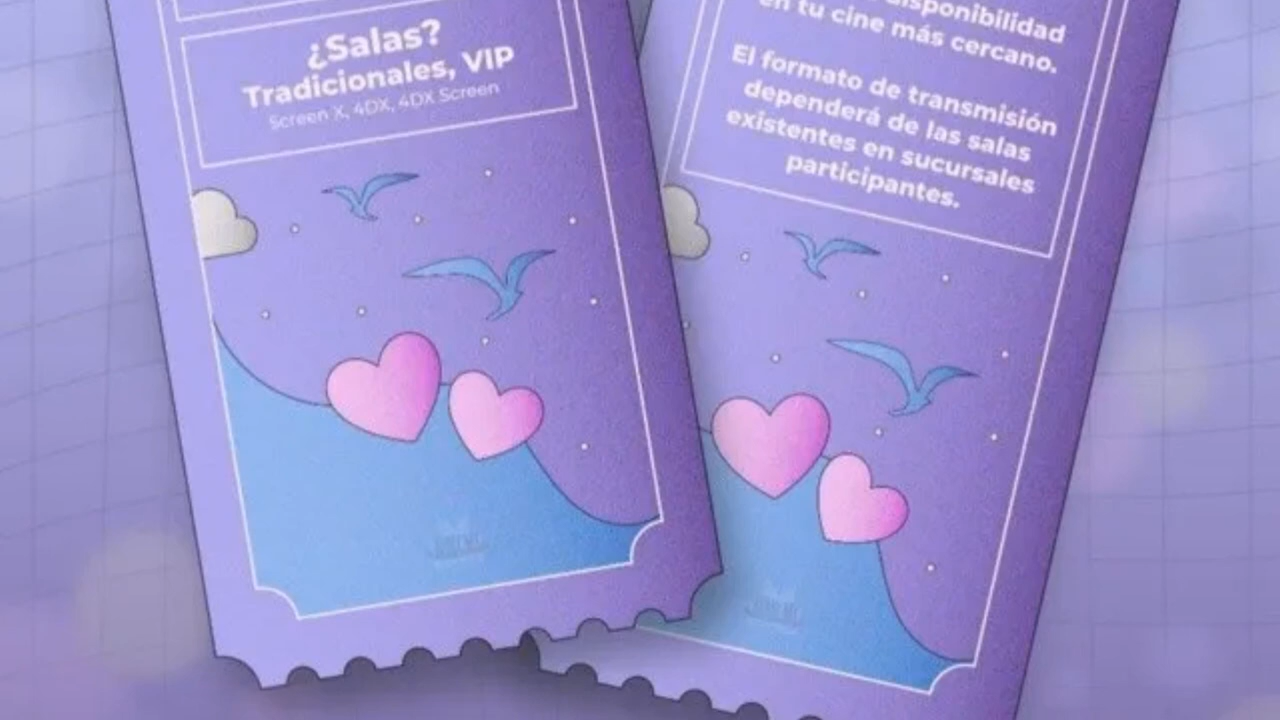 ¿Salas?
Tradicionales, VIP
Screen X, 4DX, 4DX Screen
disponibilidad
en tu cine más cercano.
El formato de transmisión
dependerá de las salas
existentes en sucursales
participantes.